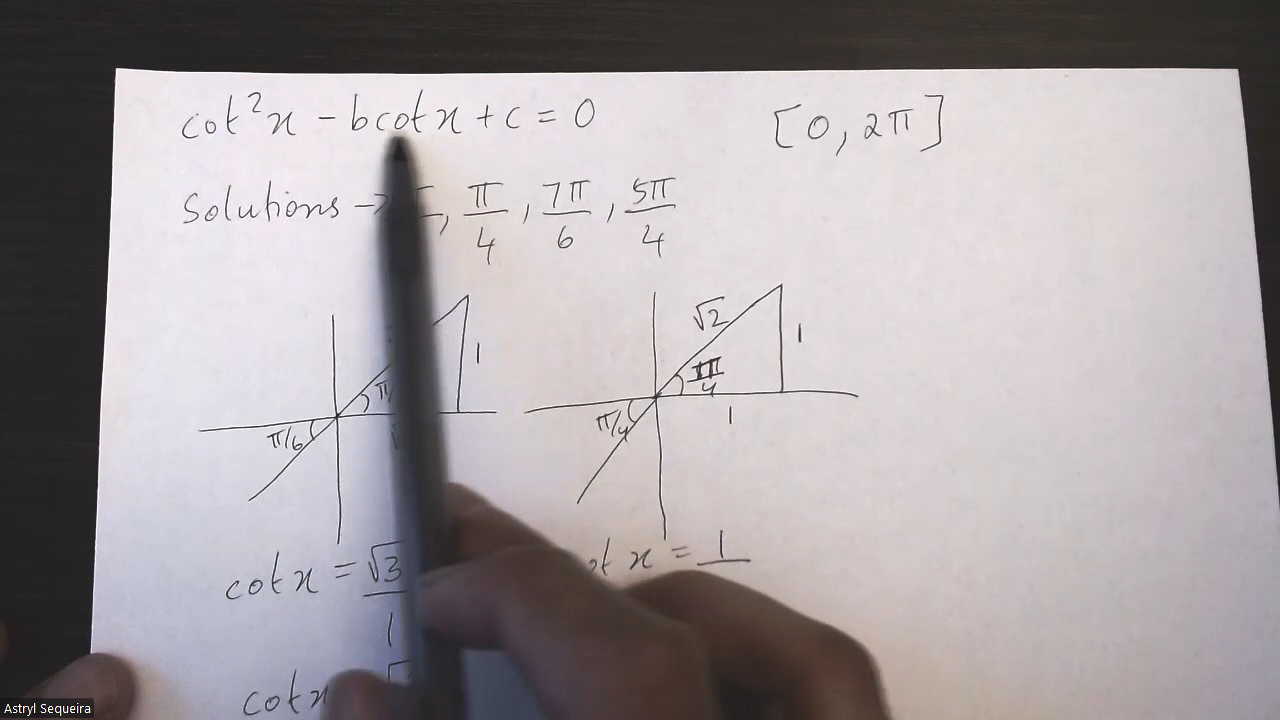 cot²x - bcotx + c = 0
[0, 2π]
Solutions → , π/4, 7π/6, 5π/4
1
π/6
√2
1
π/4
π/4
1
cot x = √3/1
x = 1
cot x
Astryl Sequeira